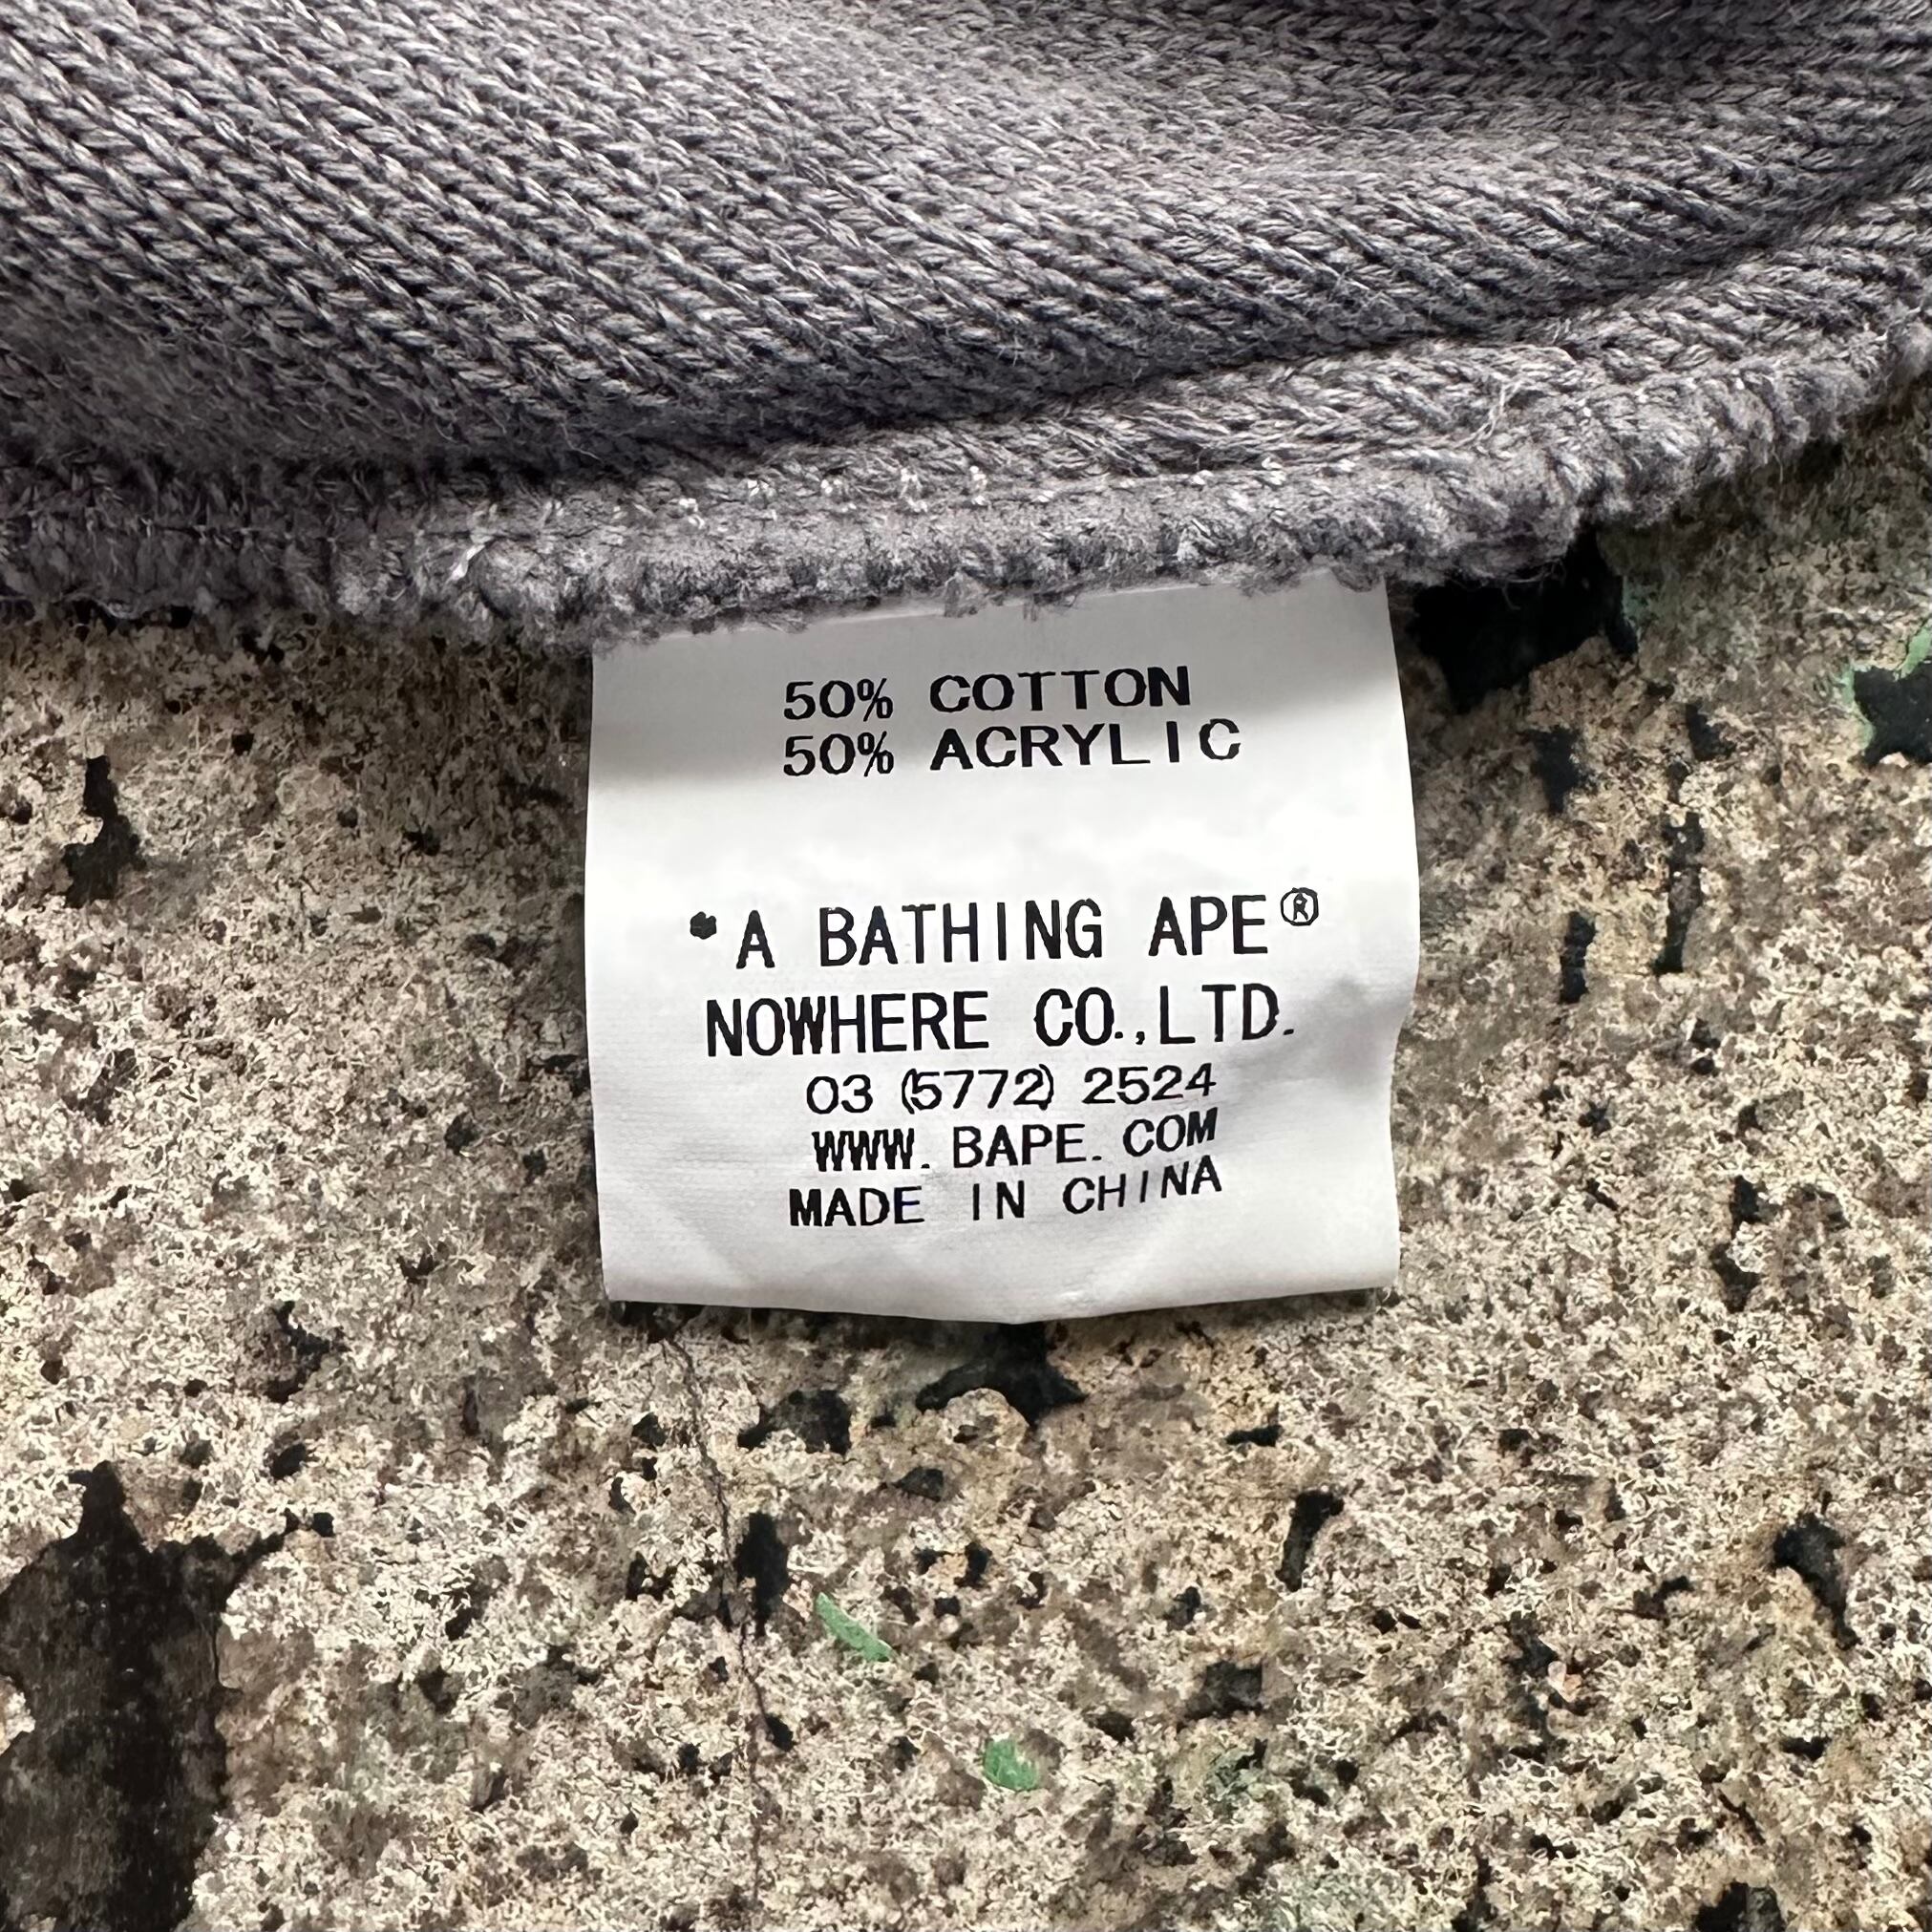 50% COTTON
50% ACRYLIC
*A BATHING APE®
NOWHERE CO.,LTD.
03 (5772) 2524
WWW. BAPE. COM
MADE IN CHINA